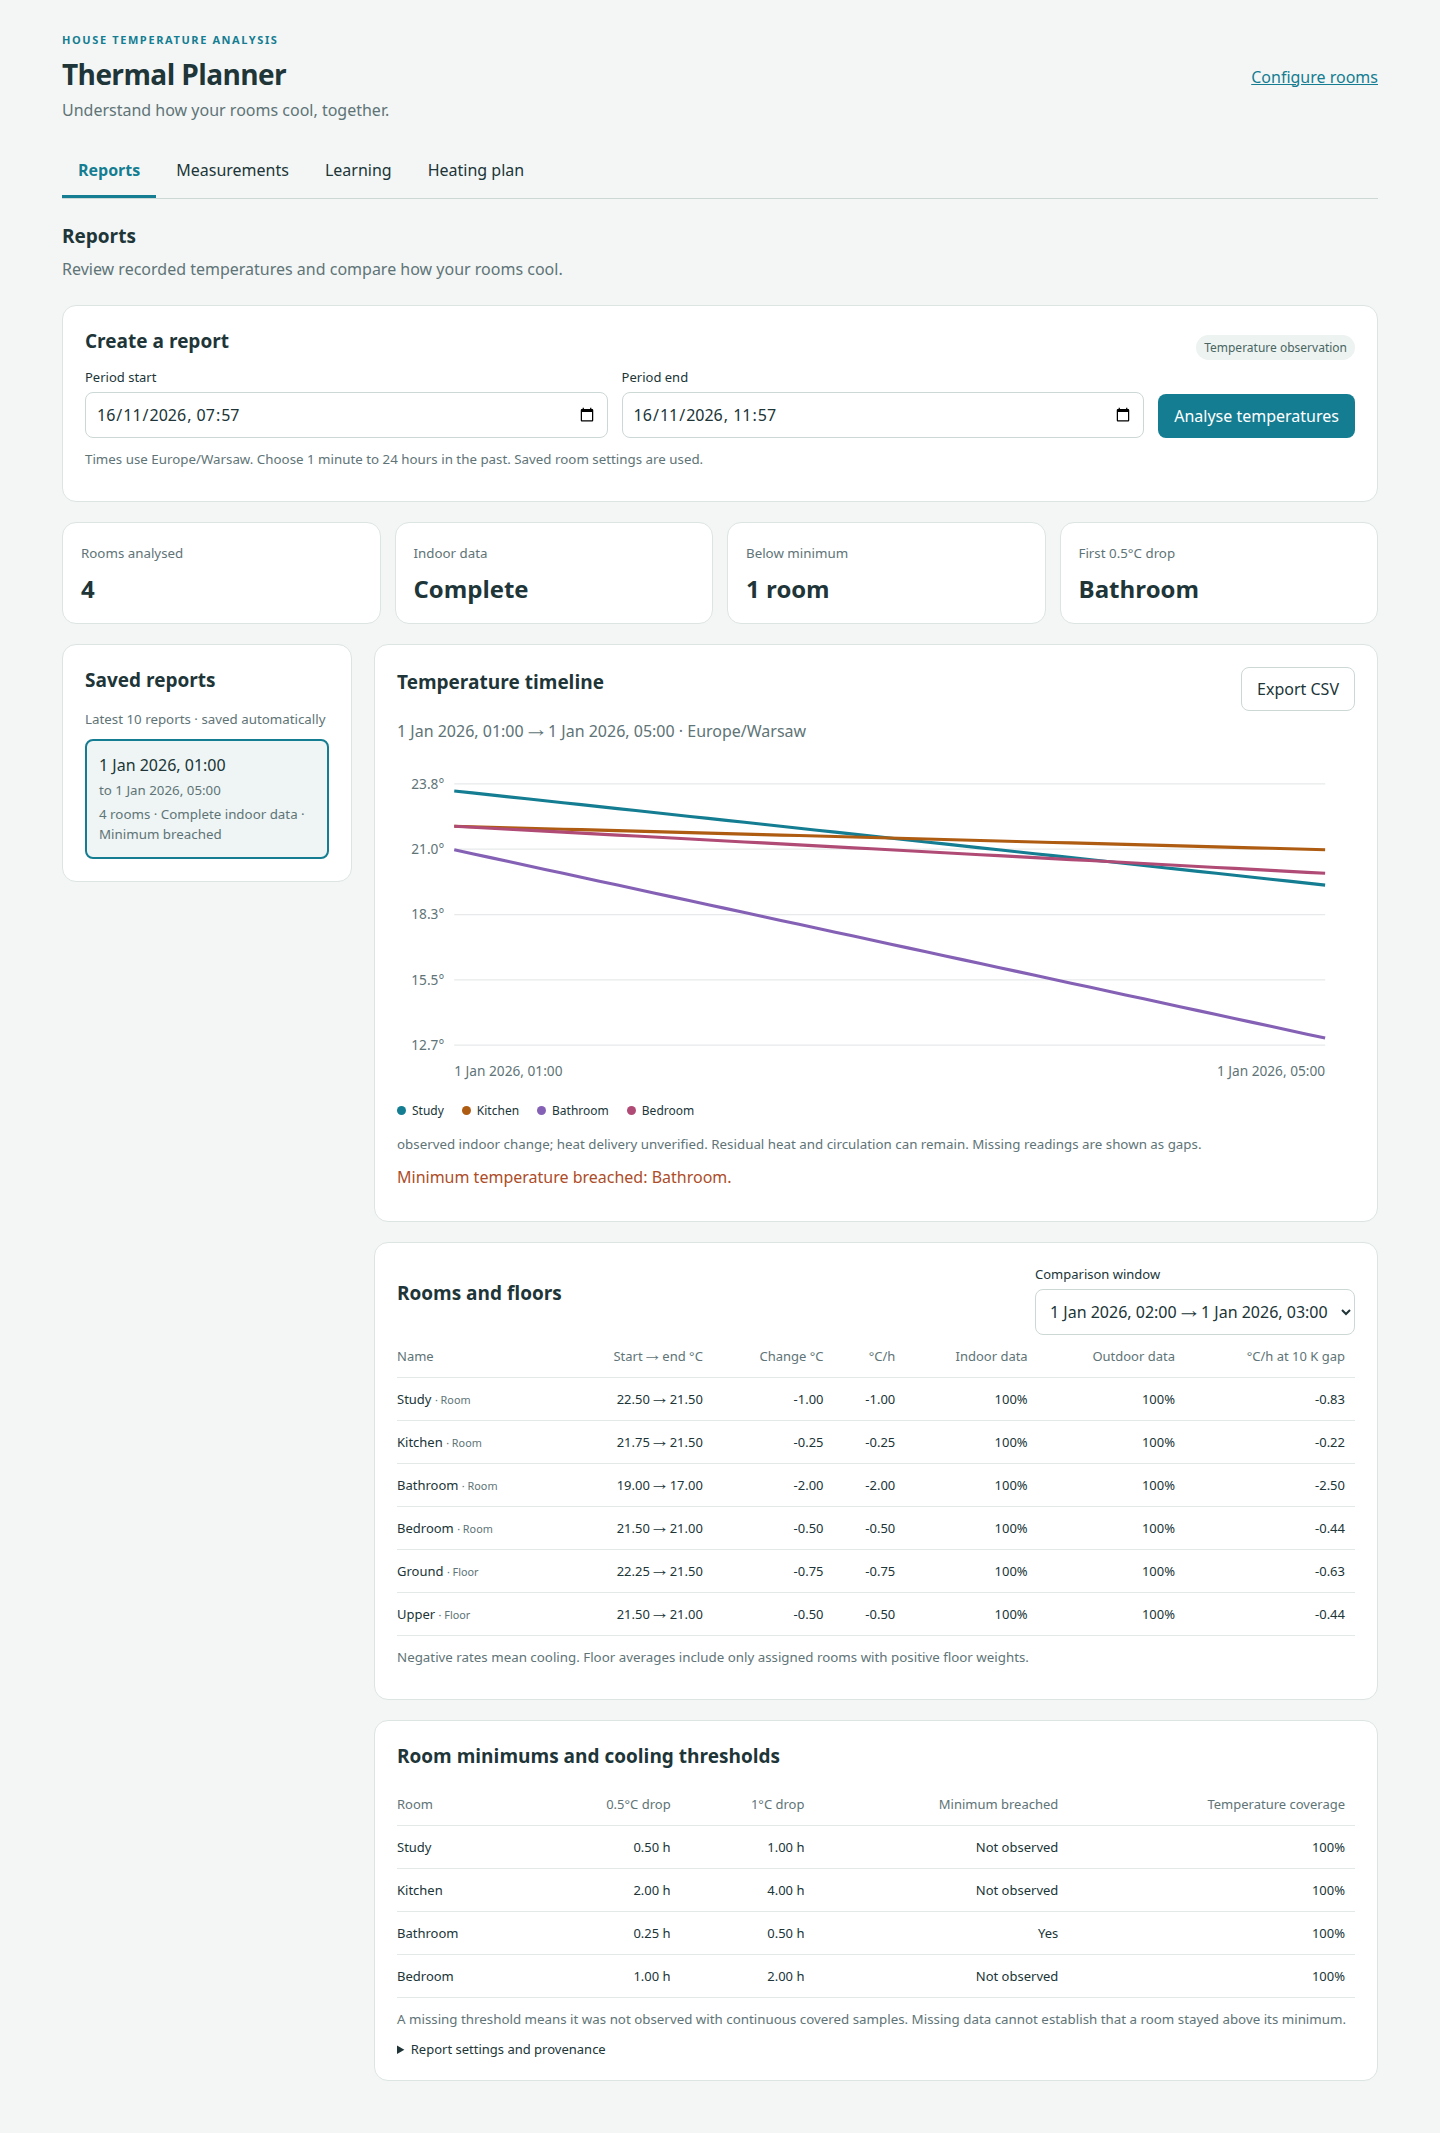 HOUSE TEMPERATURE ANALYSIS
Thermal Planner
Configure rooms
Understand how your rooms cool, together.
Reports
Measurements
Learning
Heating plan
Reports
Review recorded temperatures and compare how your rooms cool.
Create a report
Temperature observation
Period start
Period end
16/11/2026, 07:57
16/11/2026, 11:57
Analyse temperatures
Times use Europe/Warsaw. Choose 1 minute to 24 hours in the past. Saved room settings are used.
Rooms analysed
4
Indoor data
Complete
Below minimum
1 room
First 0.5°C drop
Bathroom
Saved reports
Latest 10 reports · saved automatically
1 Jan 2026, 01:00
to 1 Jan 2026, 05:00
4 rooms · Complete indoor data ·
Minimum breached
Temperature timeline
Export CSV
1 Jan 2026, 01:00 → 1 Jan 2026, 05:00 · Europe/Warsaw
23.8°
21.0°
18.3°
15.5°
12.7°
1 Jan 2026, 01:00
1 Jan 2026, 05:00
Study
Kitchen
Bathroom
Bedroom
observed indoor change; heat delivery unverified. Residual heat and circulation can remain. Missing readings are shown as gaps.
Minimum temperature breached: Bathroom.
Rooms and floors
Comparison window
1 Jan 2026, 02:00 → 1 Jan 2026, 03:00
Name Start → end °C Change °C °C/h Indoor data Outdoor data °C/h at 10 K gap
Study · Room 22.50 → 21.50 -1.00 -1.00 100% 100% -0.83
Kitchen · Room 21.75 → 21.50 -0.25 -0.25 100% 100% -0.22
Bathroom · Room 19.00 → 17.00 -2.00 -2.00 100% 100% -2.50
Bedroom · Room 21.50 → 21.00 -0.50 -0.50 100% 100% -0.44
Ground · Floor 22.25 → 21.50 -0.75 -0.75 100% 100% -0.63
Upper · Floor 21.50 → 21.00 -0.50 -0.50 100% 100% -0.44
Negative rates mean cooling. Floor averages include only assigned rooms with positive floor weights.
Room minimums and cooling thresholds
Room 0.5°C drop 1°C drop Minimum breached Temperature coverage
Study 0.50 h 1.00 h Not observed 100%
Kitchen 2.00 h 4.00 h Not observed 100%
Bathroom 0.25 h 0.50 h Yes 100%
Bedroom 1.00 h 2.00 h Not observed 100%
A missing threshold means it was not observed with continuous covered samples. Missing data cannot establish that a room stayed above its minimum.
Report settings and provenance